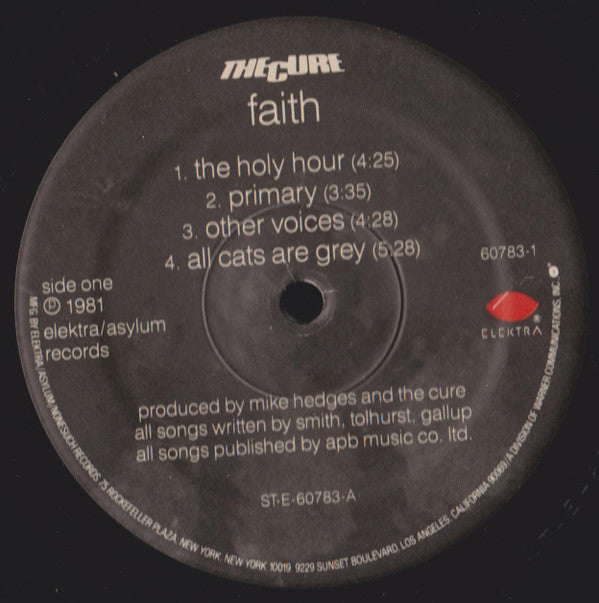 THE CURE
faith
1. the holy hour (4:25)
2. primary (3:35)
3. other voices (4:28)
4. all cats are grey (5:28)
60783-1
side one
℗ 1981
elektra/asylum
records
ELEKTRA®
produced by mike hedges and the cure
all songs written by smith, tolhurst, gallup
all songs published by apb music co. ltd.
ST-E-60783-A
MFG. BY ELEKTRA/ASYLUM/NONESUCH RECORDS, 75 ROCKEFELLER PLAZA, NEW YORK, NEW YORK 10019 9229 SUNSET BOULEVARD, LOS ANGELES, CALIFORNIA 90069. A DIVISION OF WARNER COMMUNICATIONS, INC.